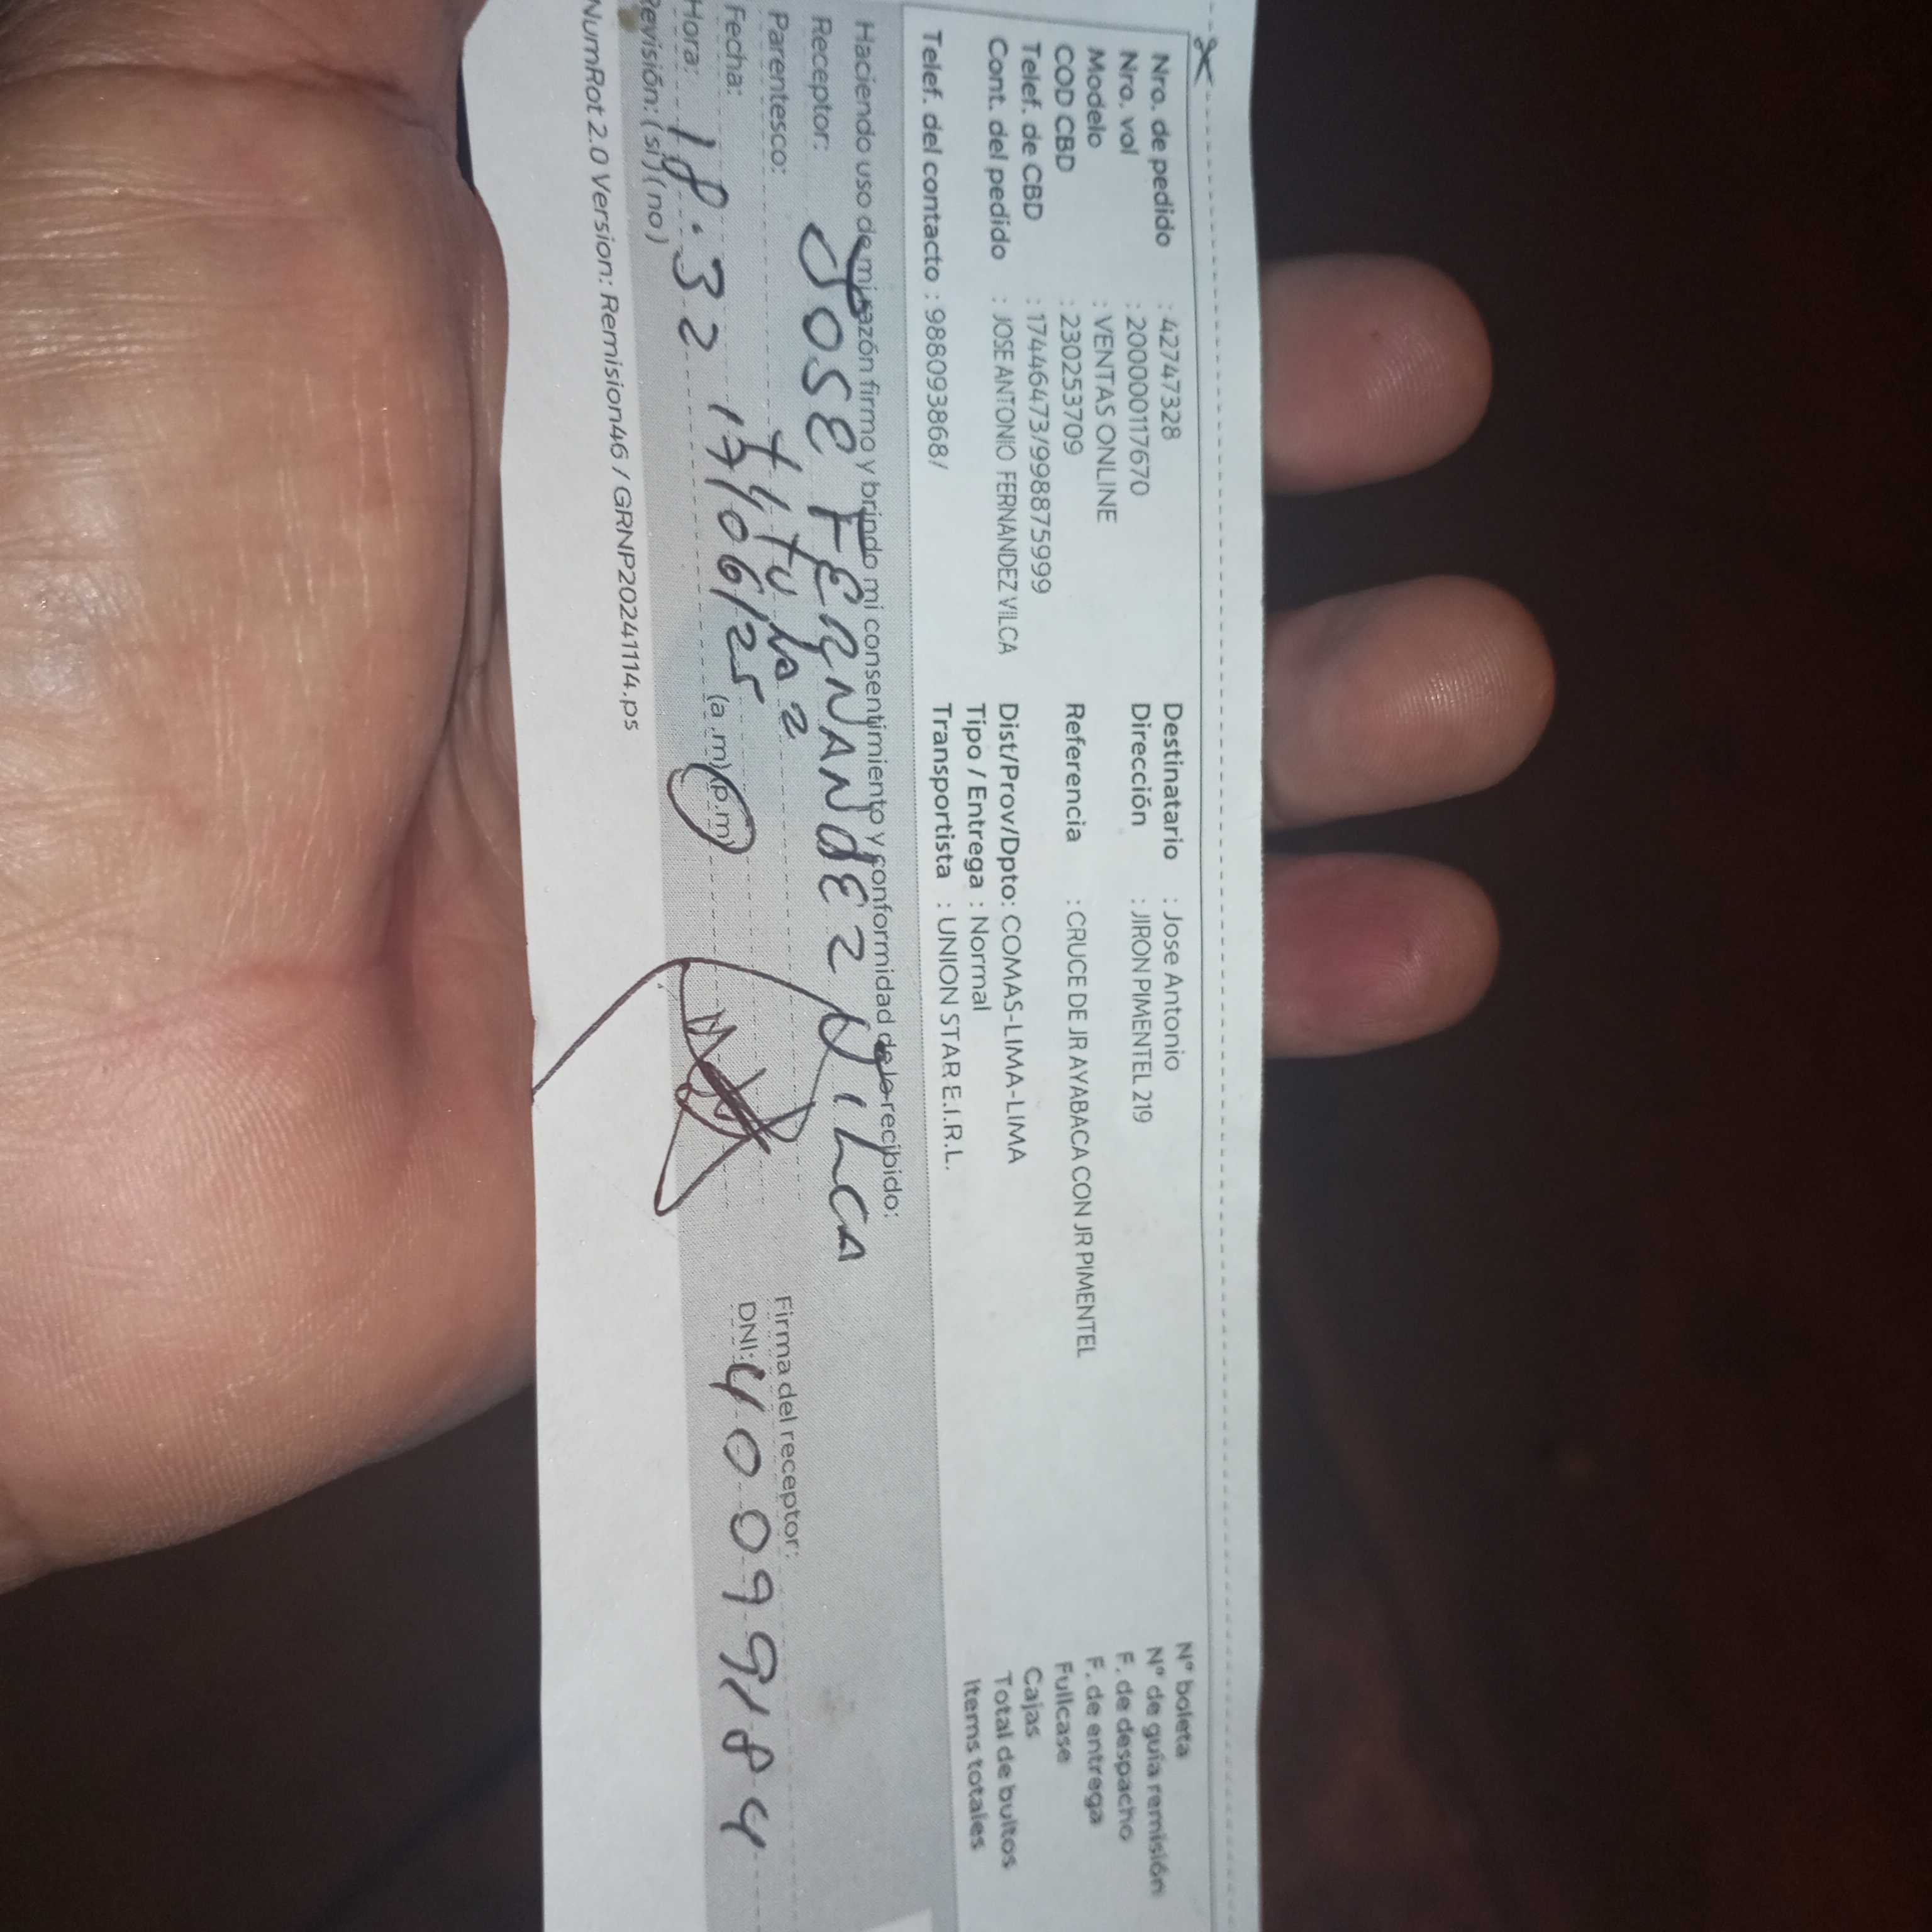 Nro. de pedido : 42747328
Nro. vol : 200000117670
Modelo : VENTAS ONLINE
COD CBD : 230253709
Telef. de CBD : 17446473/998875999
Cont. del pedido : JOSE ANTONIO FERNANDEZ VILCA
Telef. del contacto : 988093868/
Destinatario : Jose Antonio
Dirección : JIRON PIMENTEL 219
Referencia : CRUCE DE JR AYABACA CON JR PIMENTEL
Dist/Prov/Dpto: COMAS-LIMA-LIMA
Tipo / Entrega : Normal
Transportista : UNION STAR E.I.R.L.
N° boleta
N° de guía remisión
F. de despacho
F. de entrega
Fullcase
Cajas
Total de bultos
Items totales
Haciendo uso de mi razón firmo y brindo mi consentimiento y conformidad de lo recibido:
Receptor: JOSE FERNANDEZ VILCA
Parentesco: titular
Fecha: 17/06/25
Hora: 18:32 (a.m) (p.m)
Revisión: (si) (no)
Firma del receptor:
DNI: 40099184
NumRot 2.0 Version: Remision46 / GRNP20241114.ps